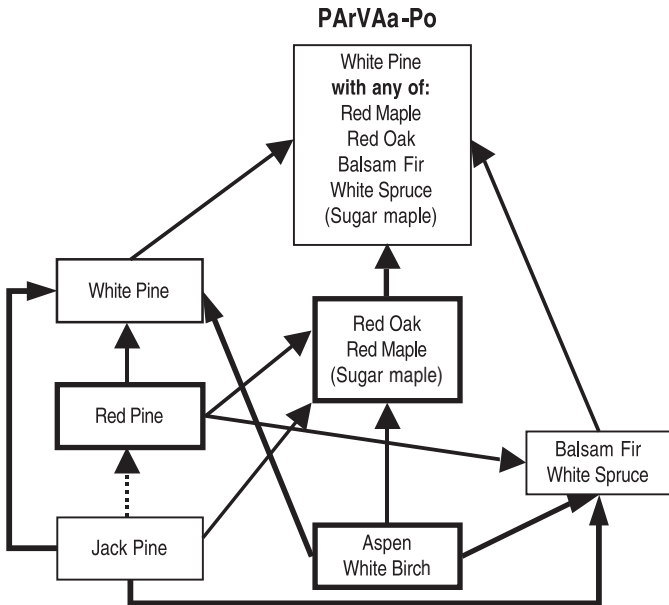 PArVAa-Po
White Pine
with any of:
Red Maple
Red Oak
Balsam Fir
White Spruce
(Sugar maple)
White Pine
Red Oak
Red Maple
(Sugar maple)
Red Pine
Balsam Fir
White Spruce
Jack Pine
Aspen
White Birch